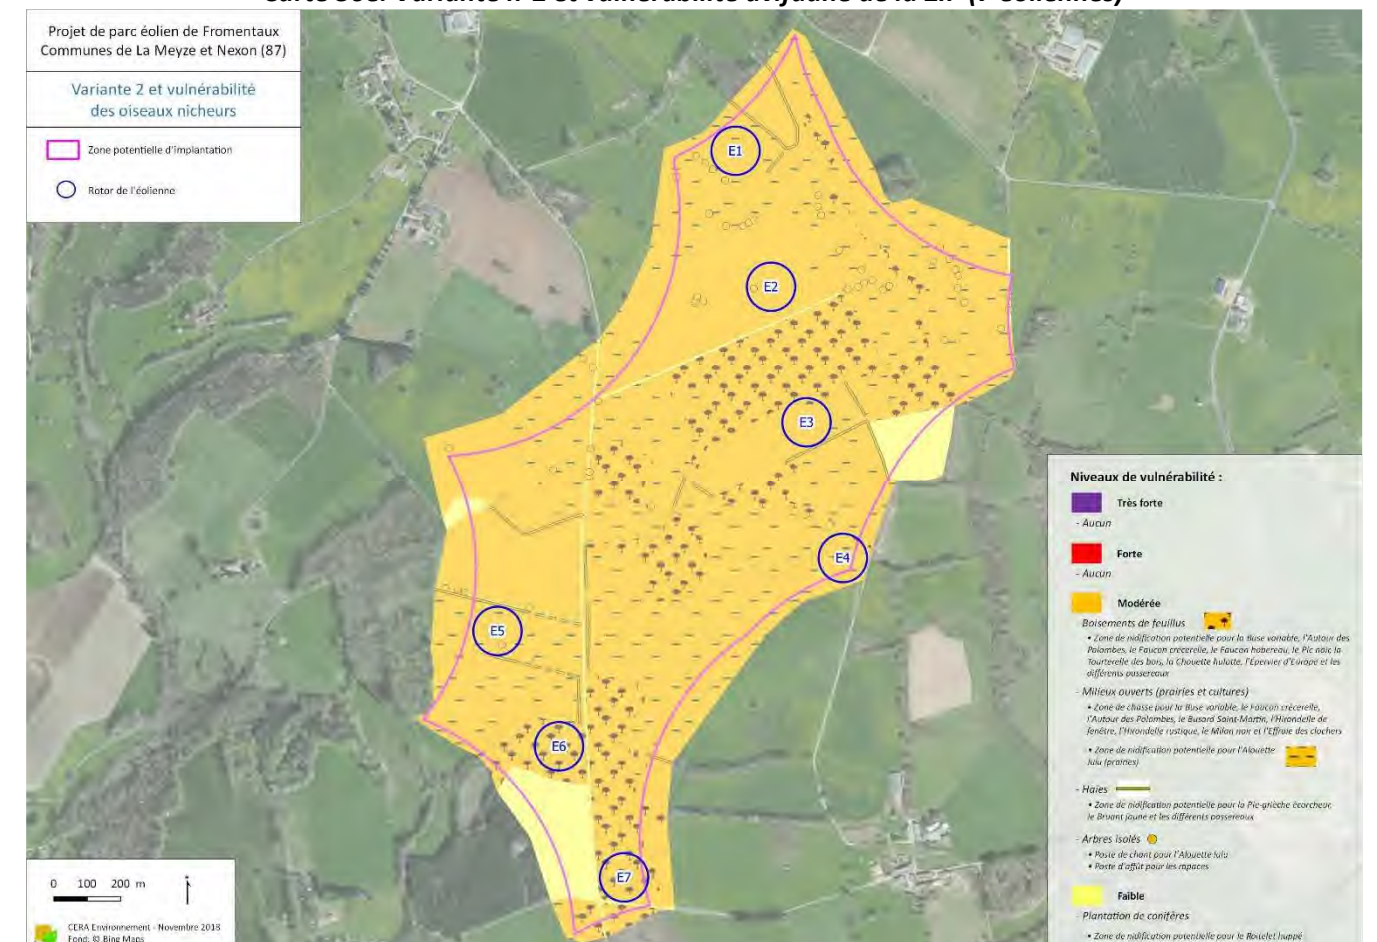 Projet de parc éolien de Fromentaux
Communes de La Meyze et Nexon (87)
Variante 2 et vulnérabilité
des oiseaux nicheurs
Zone potentielle d'implantation
Rotor de l'éolienne
E1
E2
E3
E4
E5
E6
E7
Niveaux de vulnérabilité :
Très forte
- Aucun
Forte
- Aucun
Modérée
- Boisements de feuillus
• Zone de nidification potentielle pour la Buse variable, l'Autour des
Palombes, le Faucon crécerelle, le Faucon hobereau, le Pic noir, la
Tourterelle des bois, la Chouette hulotte, l'Epervier d'Europe et les
différents passereaux
- Milieux ouverts (prairies et cultures)
• Zone de chasse pour la Buse variable, le Faucon crécerelle,
l'Autour des Palombes, le Busard Saint-Martin, l'Hirondelle de
fenêtre, l'Hirondelle rustique, le Milan noir et l'Effraie des clochers
• Zone de nidification potentielle pour l'Alouette
lulu (prairies)
- Haies
• Zone de nidification potentielle pour la Pie-grièche écorcheur,
le Bruant jaune et les différents passereaux
- Arbres isolés
• Poste de chant pour l'Alouette lulu
• Poste d'affût pour les rapaces
Faible
- Plantation de conifères
• Zone de nidification potentielle pour le Roitelet huppé
0 100 200 m
CERA Environnement - Novembre 2018
Fond: © Bing Maps